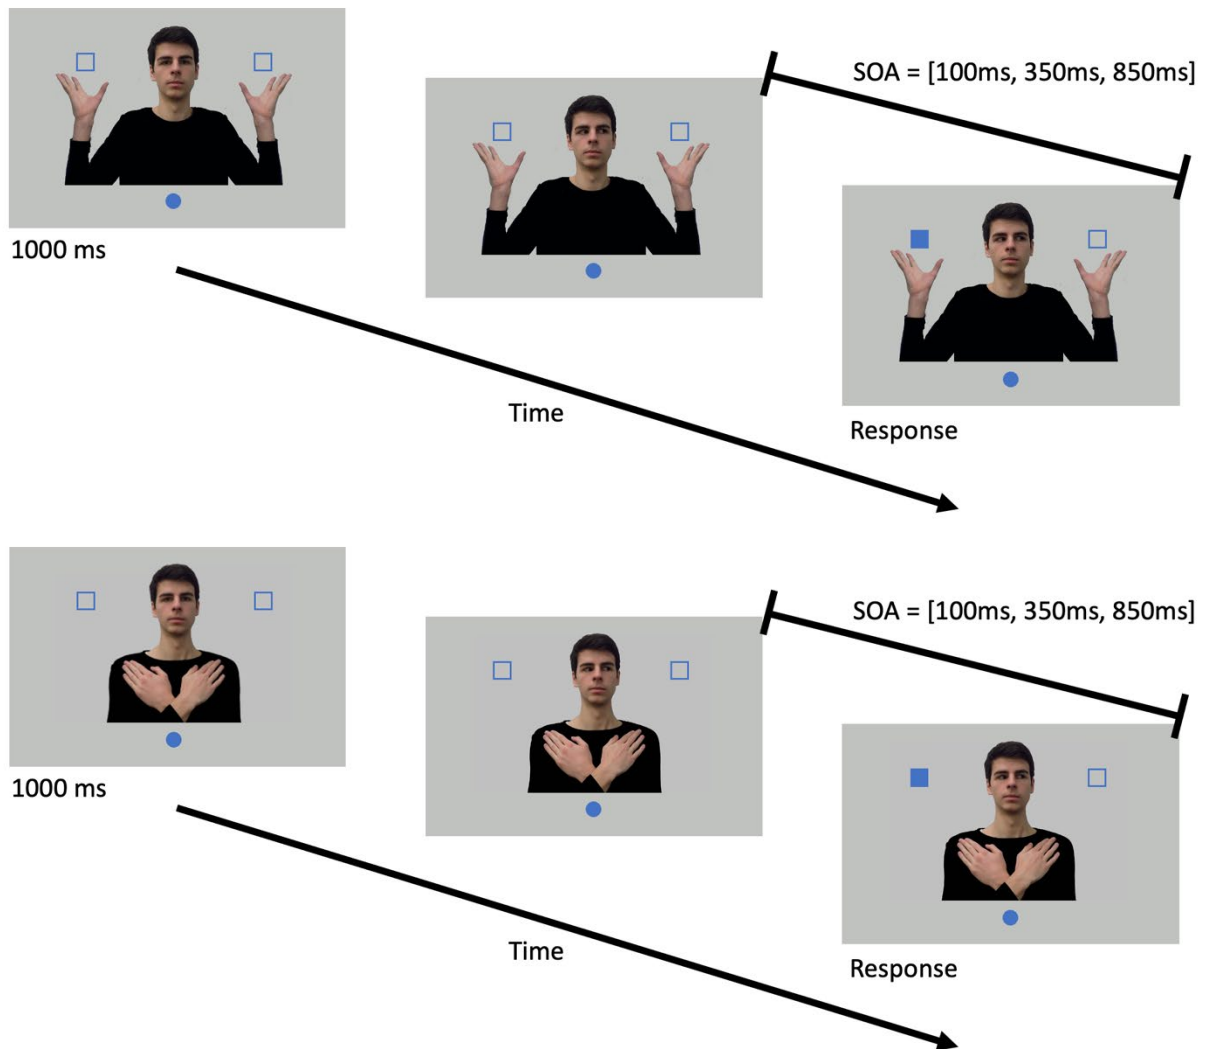 SOA = [100ms, 350ms, 850ms]
1000 ms
Time
Response
SOA = [100ms, 350ms, 850ms]
1000 ms
Time
Response